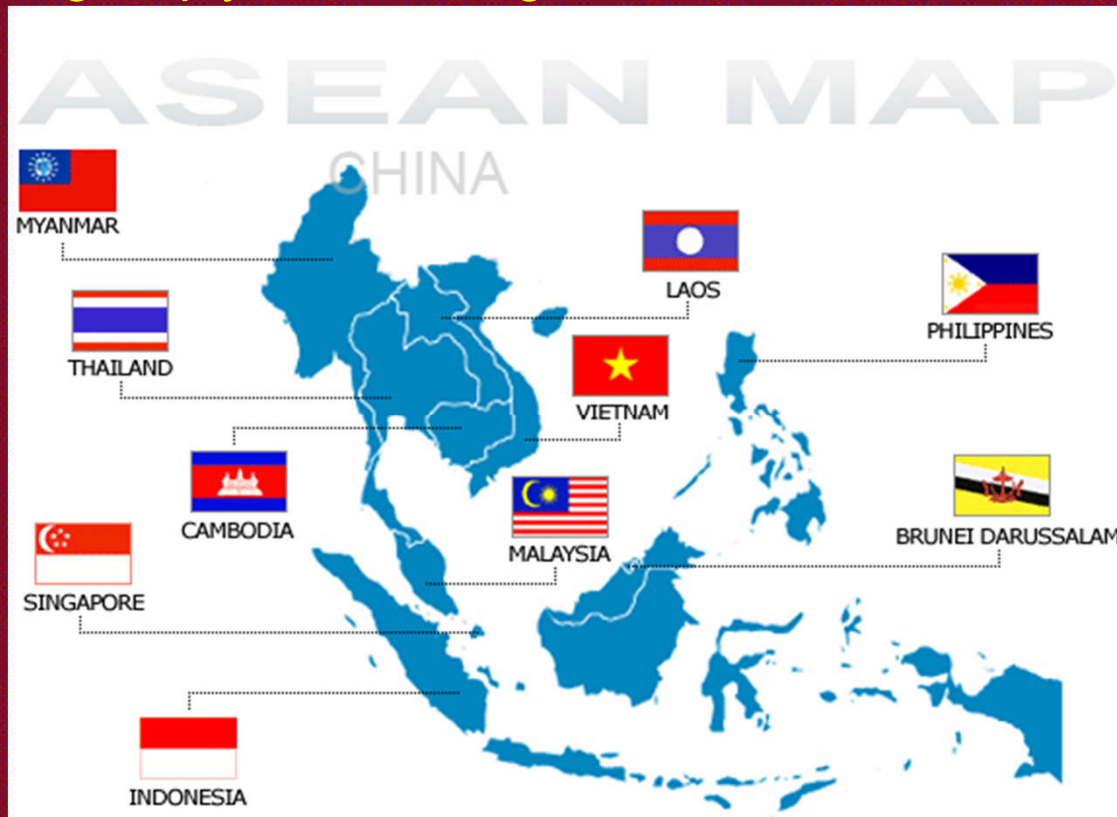 ASEAN MAP
CHINA
MYANMAR
LAOS
PHILIPPINES
THAILAND
VIETNAM
CAMBODIA
MALAYSIA
BRUNEI DARUSSALAM
SINGAPORE
INDONESIA